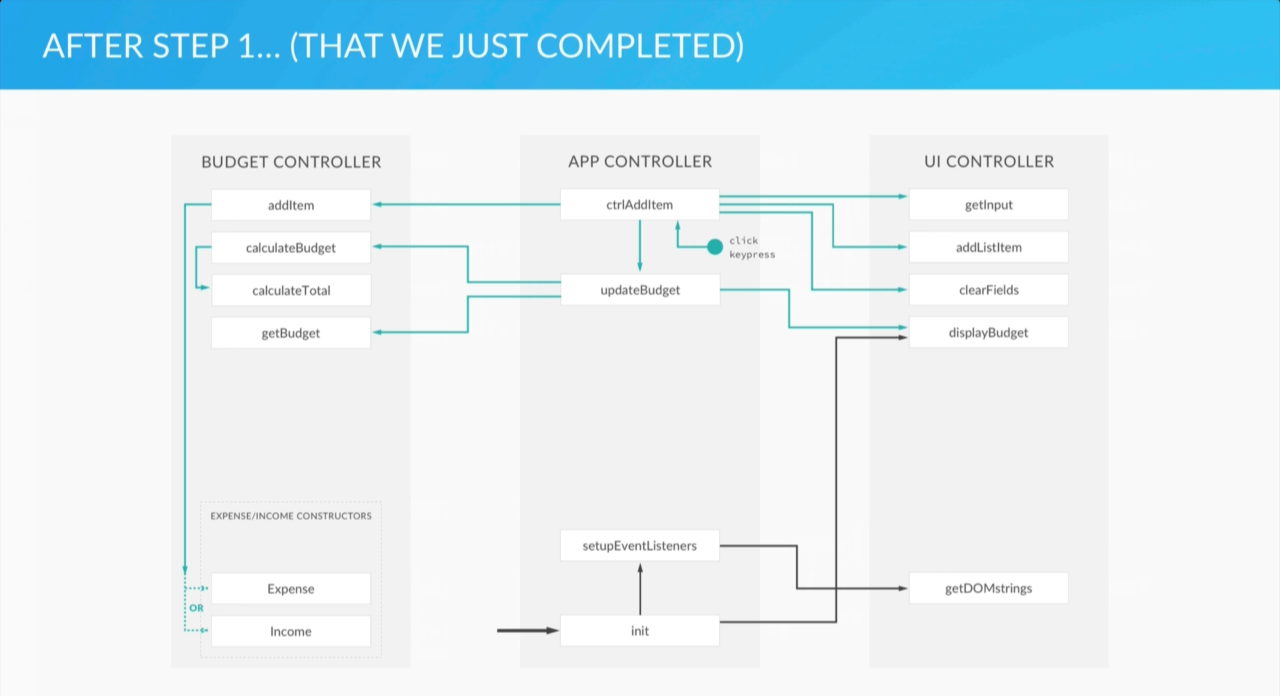 AFTER STEP 1... (THAT WE JUST COMPLETED)
BUDGET CONTROLLER
addItem
calculateBudget
calculateTotal
getBudget
EXPENSE/INCOME CONSTRUCTORS
Expense
OR
Income
APP CONTROLLER
ctrlAddItem
click
keypress
updateBudget
setupEventListeners
init
UI CONTROLLER
getInput
addListItem
clearFields
displayBudget
getDOMstrings